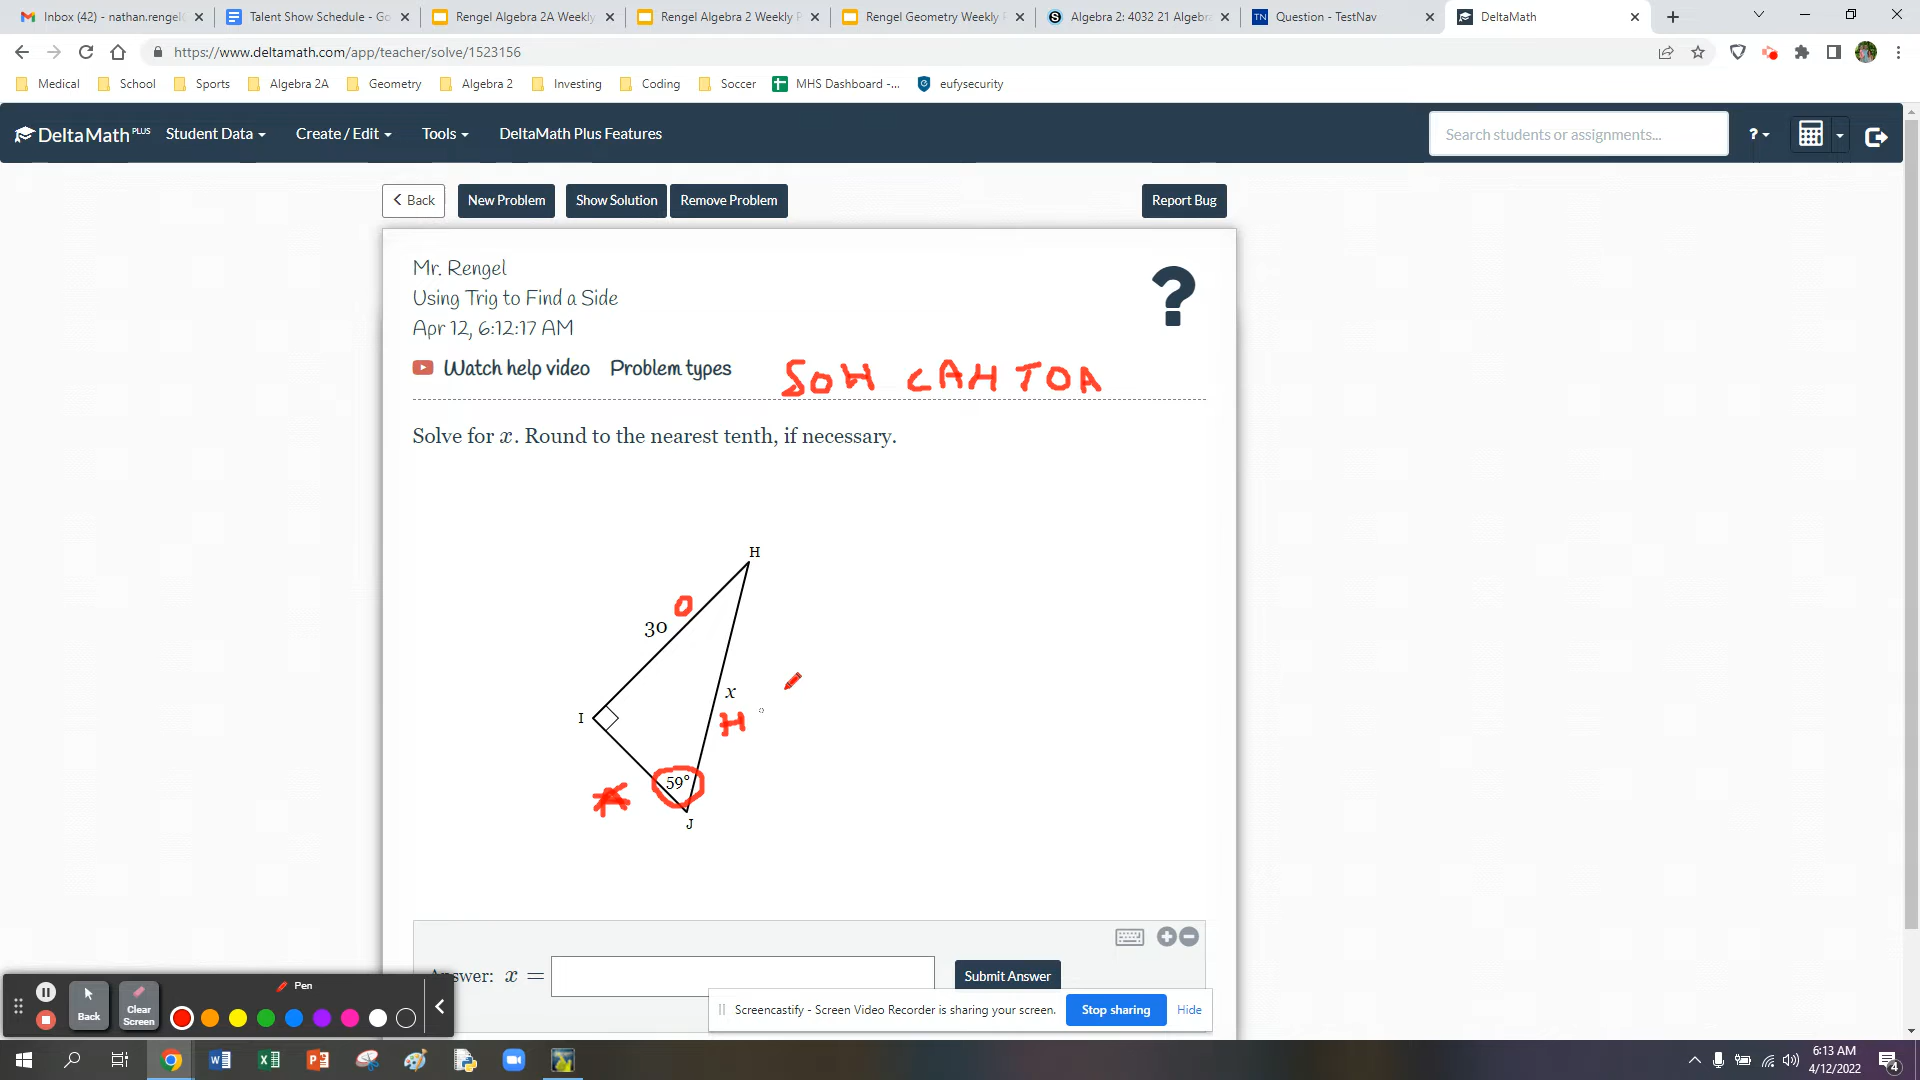 Inbox (42) - nathan.rengel Talent Show Schedule - Go Rengel Algebra 2A Weekly Rengel Algebra 2 Weekly P Rengel Geometry Weekly Algebra 2: 4032 21 Algebra TN Question - TestNav DeltaMath
https://www.deltamath.com/app/teacher/solve/1523156
Medical School Sports Algebra 2A Geometry Algebra 2 Investing Coding Soccer MHS Dashboard -... eufysecurity
DeltaMath PLUS Student Data Create / Edit Tools DeltaMath Plus Features Search students or assignments... ?
Back New Problem Show Solution Remove Problem Report Bug
Mr. Rengel
Using Trig to Find a Side
Apr 12, 6:12:17 AM
?
Watch help video Problem types
SOH CAH TOA
Solve for x. Round to the nearest tenth, if necessary.
H
O
30
x
I
H
59°
A
J
Answer: x =
Submit Answer
Pen
Back
Clear Screen
Screencastify - Screen Video Recorder is sharing your screen. Stop sharing Hide
6:13 AM
4/12/2022
4